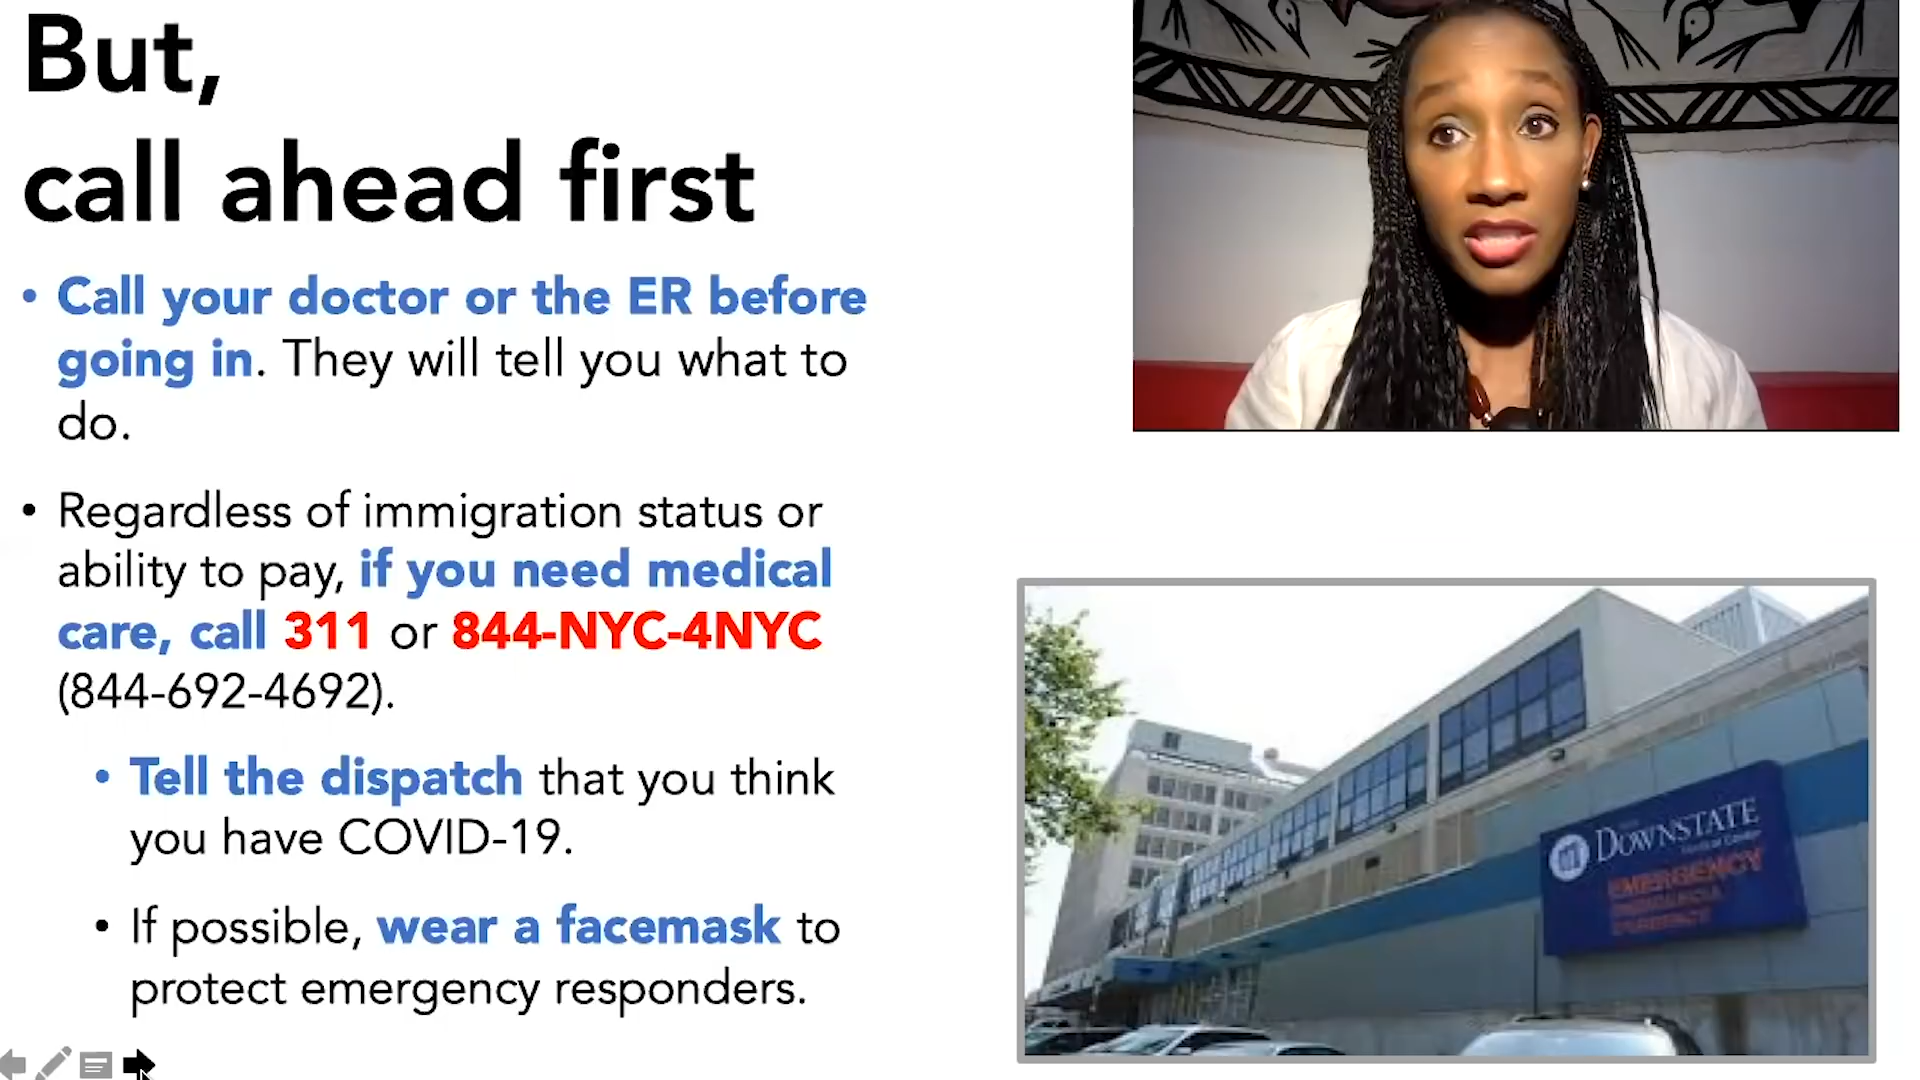 But,
call ahead first
• Call your doctor or the ER before
going in. They will tell you what to
do.
• Regardless of immigration status or
ability to pay, if you need medical
care, call 311 or 844-NYC-4NYC
(844-692-4692).
• Tell the dispatch that you think
you have COVID-19.
• If possible, wear a facemask to
protect emergency responders.
DOWNSTATE
Medical Center
EMERGENCY